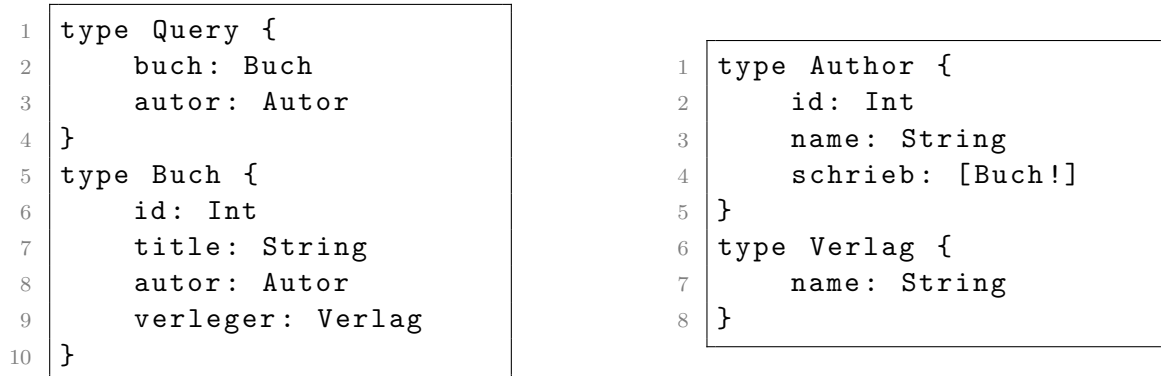 1 type Query {
2 buch: Buch
3 autor: Autor
4 }
5 type Buch {
6 id: Int
7 title: String
8 autor: Autor
9 verleger: Verlag
10 }
1 type Author {
2 id: Int
3 name: String
4 schrieb: [Buch!]
5 }
6 type Verlag {
7 name: String
8 }